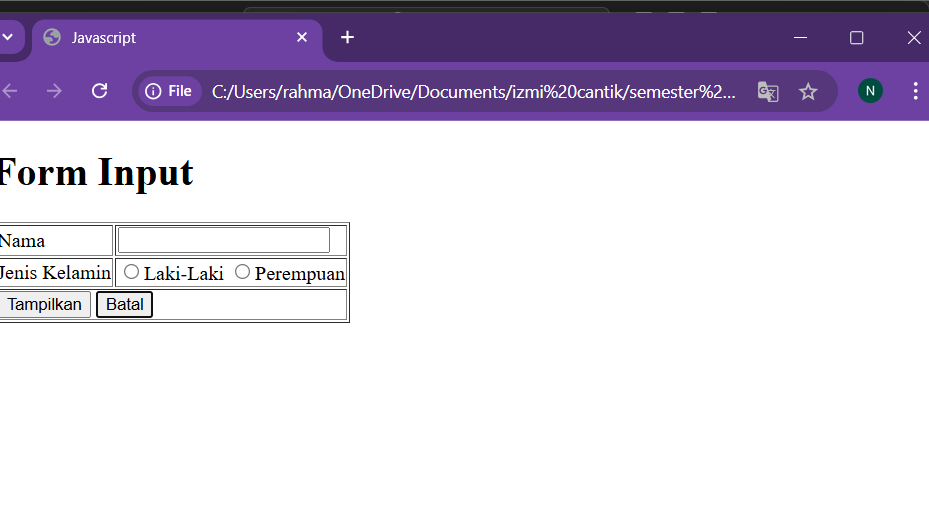 Javascript
File C:/Users/rahma/OneDrive/Documents/izmi%20cantik/semester%2... N
Form Input
Nama
Jenis Kelamin Laki-Laki Perempuan
Tampilkan Batal